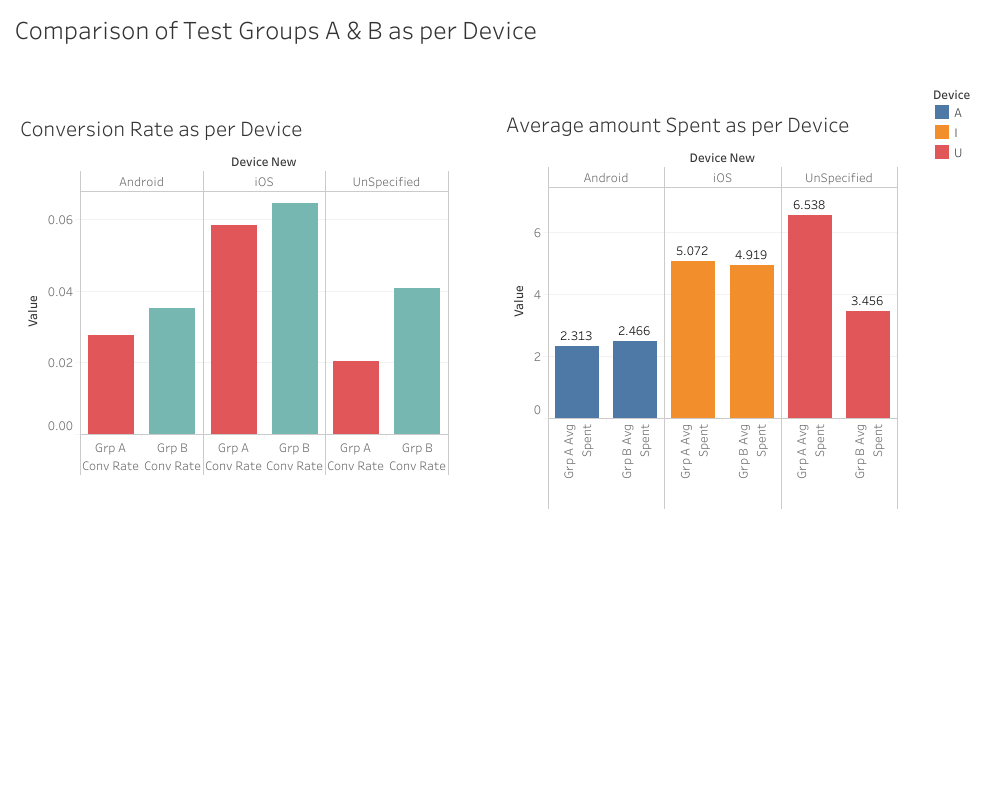 Comparison of Test Groups A & B as per Device
Conversion Rate as per Device
Device New
Android iOS UnSpecified
Value
0.06
0.04
0.02
0.00
Grp A Conv Rate
Grp B Conv Rate
Grp A Conv Rate
Grp B Conv Rate
Grp A Conv Rate
Grp B Conv Rate
Average amount Spent as per Device
Device New
Android iOS UnSpecified
Value
6
4
2
0
2.313
2.466
5.072
4.919
6.538
3.456
Grp A Avg Spent
Grp B Avg Spent
Grp A Avg Spent
Grp B Avg Spent
Grp A Avg Spent
Grp B Avg Spent
Device
A
I
U